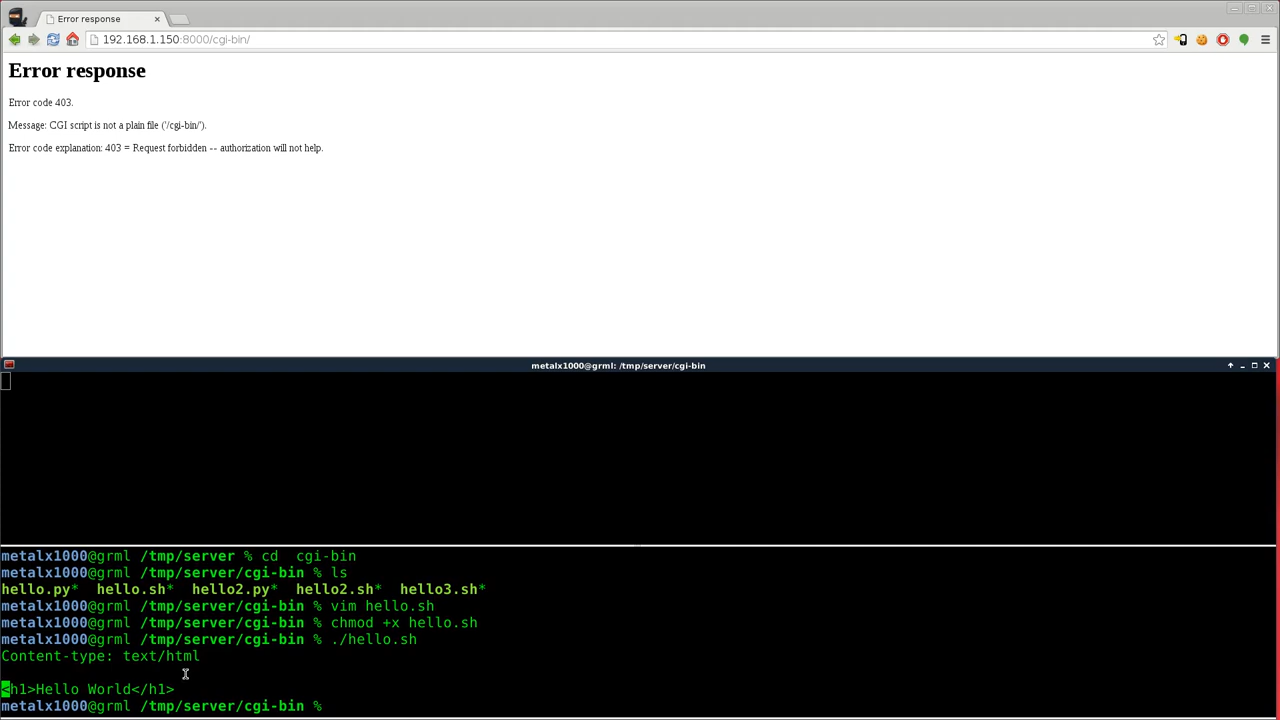 Error response
192.168.1.150:8000/cgi-bin/
Error response
Error code 403.
Message: CGI script is not a plain file ('/cgi-bin/').
Error code explanation: 403 = Request forbidden -- authorization will not help.
metalx1000@grml: /tmp/server/cgi-bin
metalx1000@grml /tmp/server % cd  cgi-bin
metalx1000@grml /tmp/server/cgi-bin % ls
hello.py*  hello.sh*  hello2.py*  hello2.sh*  hello3.sh*
metalx1000@grml /tmp/server/cgi-bin % vim hello.sh
metalx1000@grml /tmp/server/cgi-bin % chmod +x hello.sh
metalx1000@grml /tmp/server/cgi-bin % ./hello.sh
Content-type: text/html
<h1>Hello World</h1>
metalx1000@grml /tmp/server/cgi-bin %